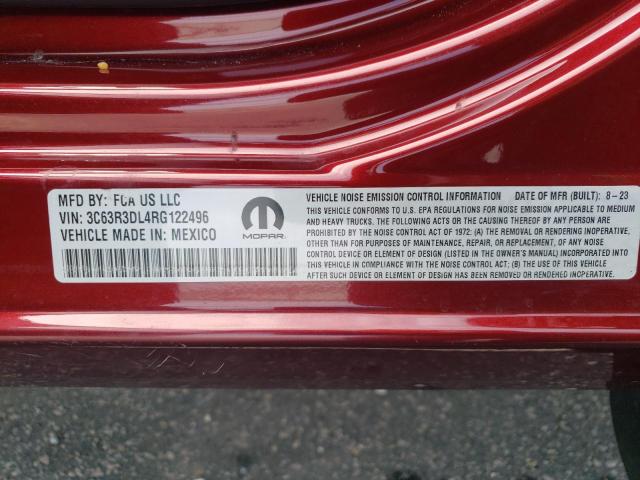 MFD BY: FCA US LLC
VIN: 3C63R3DL4RG122496
VEHICLE MADE IN: MEXICO
MOPAR
VEHICLE NOISE EMISSION CONTROL INFORMATION DATE OF MFR (BUILT): 8-23
THIS VEHICLE CONFORMS TO U.S. EPA REGULATIONS FOR NOISE EMISSION APPLICABLE TO MEDIUM
AND HEAVY TRUCKS. THE FOLLOWING ACTS OR THE CAUSING THEREOF BY ANY PERSON ARE
PROHIBITED BY THE NOISE CONTROL ACT OF 1972: (A) THE REMOVAL OR RENDERING INOPERATIVE,
OTHER THAN FOR PURPOSES OF MAINTENANCE, REPAIR, OR REPLACEMENT, OF ANY NOISE
CONTROL DEVICE OR ELEMENT OF DESIGN (LISTED IN THE OWNER'S MANUAL) INCORPORATED INTO
THIS VEHICLE IN COMPLIANCE WITH THE NOISE CONTROL ACT; (B) THE USE OF THIS VEHICLE
AFTER SUCH DEVICE OR ELEMENT OF DESIGN HAS BEEN REMOVED OR RENDERED INOPERATIVE.